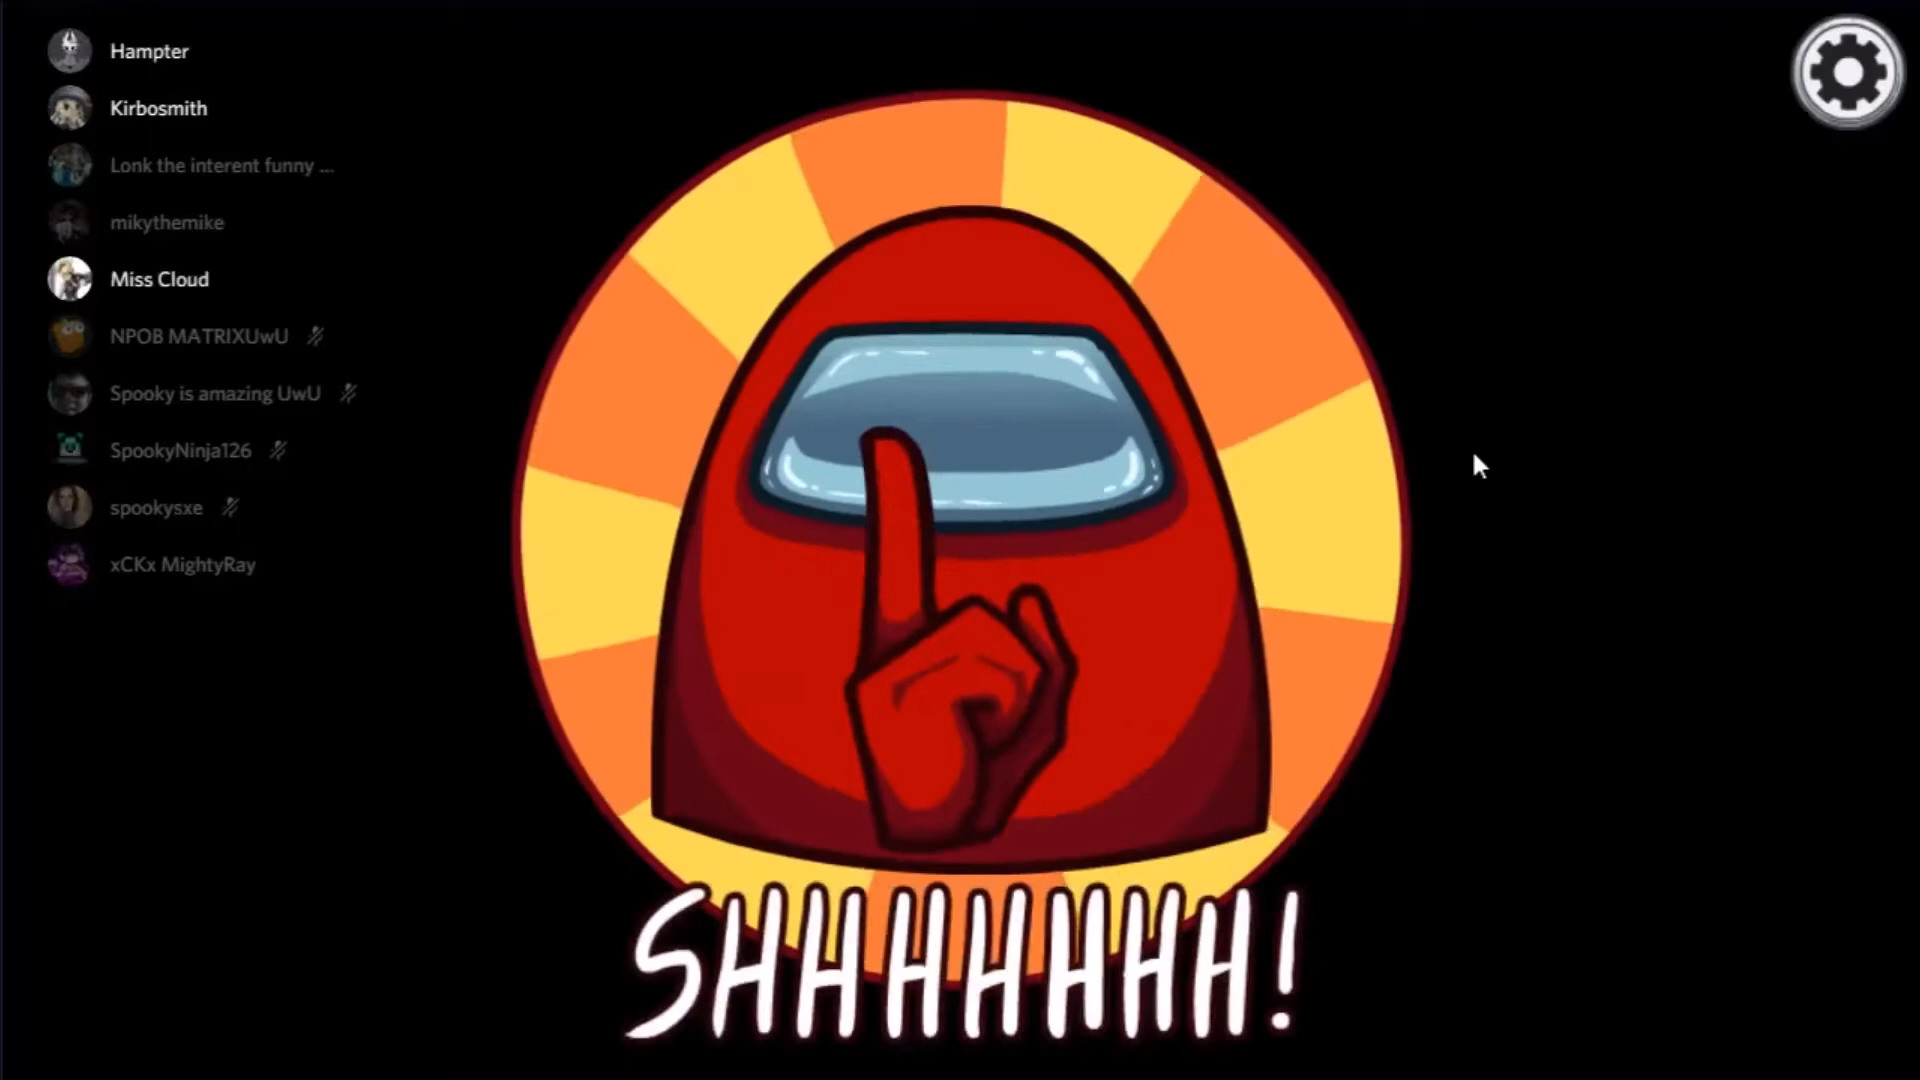 Hampter
Kirbosmith
Lonk the interent funny ...
mikythemike
Miss Cloud
NPOB MATRIXUwU
Spooky is amazing UwU
SpookyNinja126
spookysxe
xCKx MightyRay
SHHHHHHH!